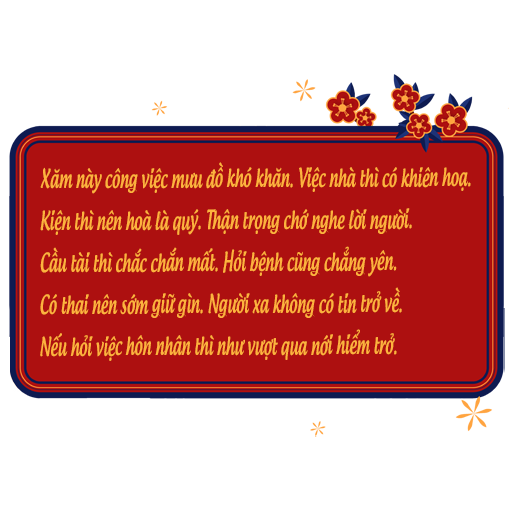 Xăm này công việc mưu đồ khó khăn. Việc nhà thì có khiên hoạ.
Kiện thì nên hoà là quý. Thận trọng chớ nghe lời người.
Cầu tài thì chắc chắn mất. Hỏi bệnh cũng chẳng yên.
Có thai nên sớm giữ gìn. Người xa không có tin trở về.
Nếu hỏi việc hôn nhân thì như vượt qua nới hiểm trở.